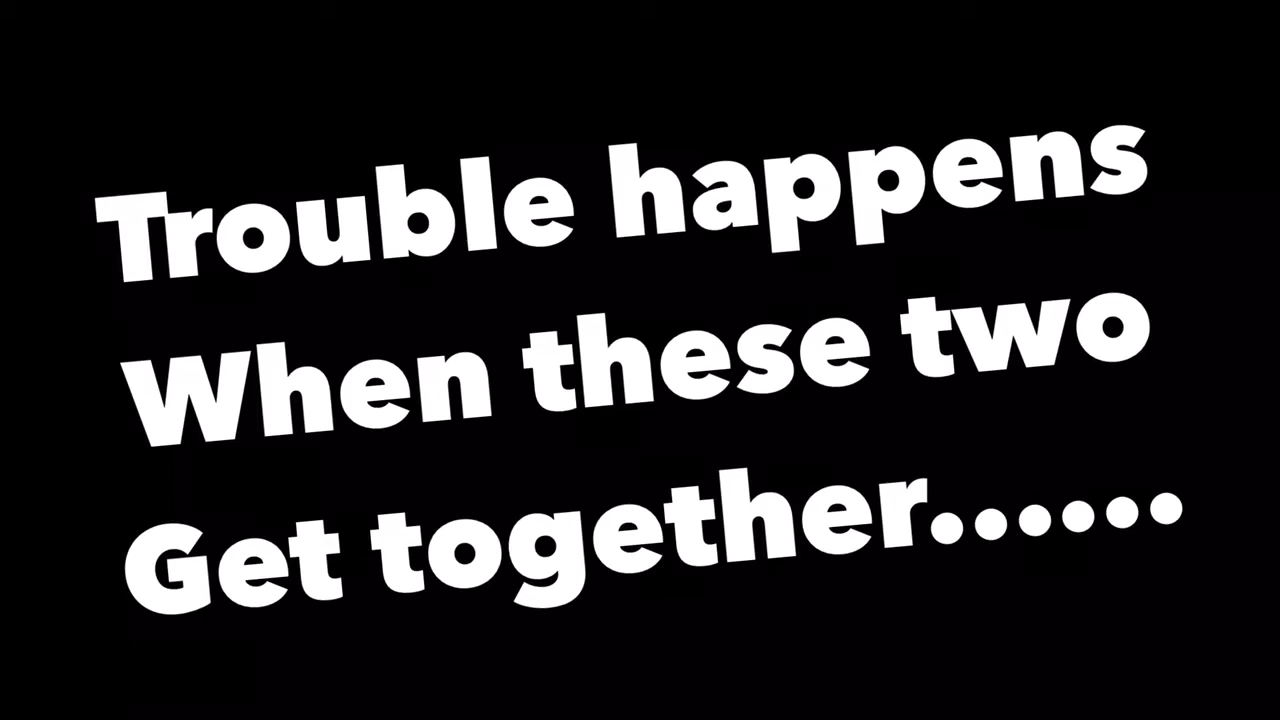 Trouble happens
When these two
Get together......